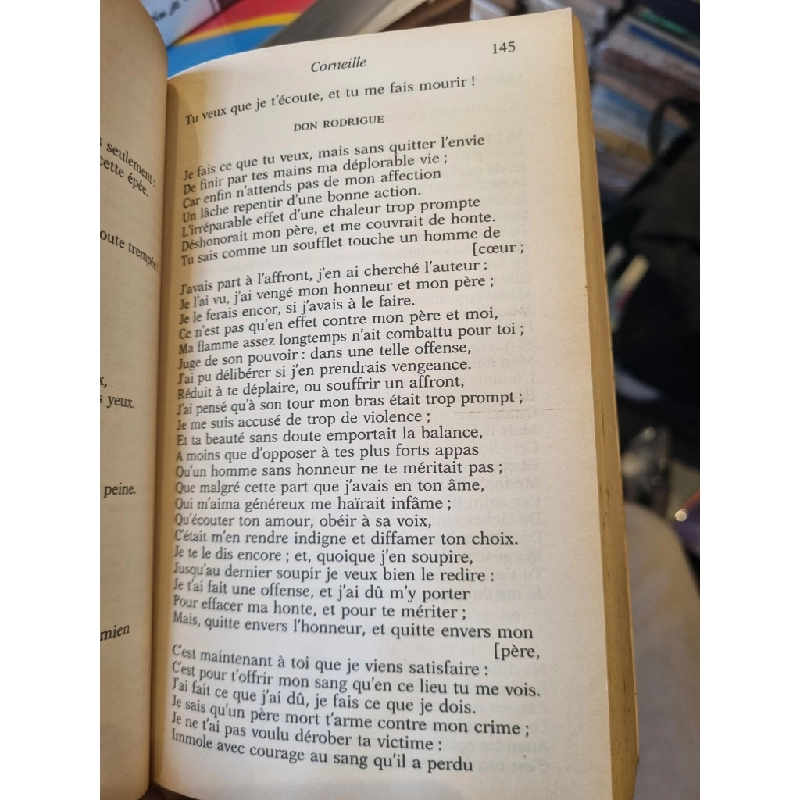 seulement:
cette épée.
oute trempée!
s yeux.
peine.
mien
Corneille
145
Tu veux que je t'écoute, et tu me fais mourir !
DON RODRIGUE
Je fais ce que tu veux, mais sans quitter l'envie
De finir par tes mains ma déplorable vie ;
Car enfin n'attends pas de mon affection
Un lâche repentir d'une bonne action.
L'irréparable effet d'une chaleur trop prompte
Déshonorait mon père, et me couvrait de honte.
Tu sais comme un soufflet touche un homme de
[cœur ;
J'avais part à l'affront, j'en ai cherché l'auteur :
Je l'ai vu, j'ai vengé mon honneur et mon père ;
Je le ferais encor, si j'avais à le faire.
Ce n'est pas qu'en effet contre mon père et moi,
Ma flamme assez longtemps n'ait combattu pour toi ;
Juge de son pouvoir : dans une telle offense,
J'ai pu délibérer si j'en prendrais vengeance.
Réduit à te déplaire, ou souffrir un affront,
J'ai pensé qu'à son tour mon bras était trop prompt ;
Je me suis accusé de trop de violence ;
Et ta beauté sans doute emportait la balance,
A moins que d'opposer à tes plus forts appas
Qu'un homme sans honneur ne te méritait pas ;
Que malgré cette part que j'avais en ton âme,
Qui m'aima généreux me haïrait infâme ;
Qu'écouter ton amour, obéir à sa voix,
C'était m'en rendre indigne et diffamer ton choix.
Je te le dis encore ; et, quoique j'en soupire,
Jusqu'au dernier soupir je veux bien le redire :
Je t'ai fait une offense, et j'ai dû m'y porter
Pour effacer ma honte, et pour te mériter ;
Mais, quitte envers l'honneur, et quitte envers mon
[père,
C'est maintenant à toi que je viens satisfaire :
C'est pour t'offrir mon sang qu'en ce lieu tu me vois.
J'ai fait ce que j'ai dû, je fais ce que je dois.
Je sais qu'un père mort t'arme contre mon crime ;
Je ne t'ai pas voulu dérober ta victime :
Immole avec courage au sang qu'il a perdu